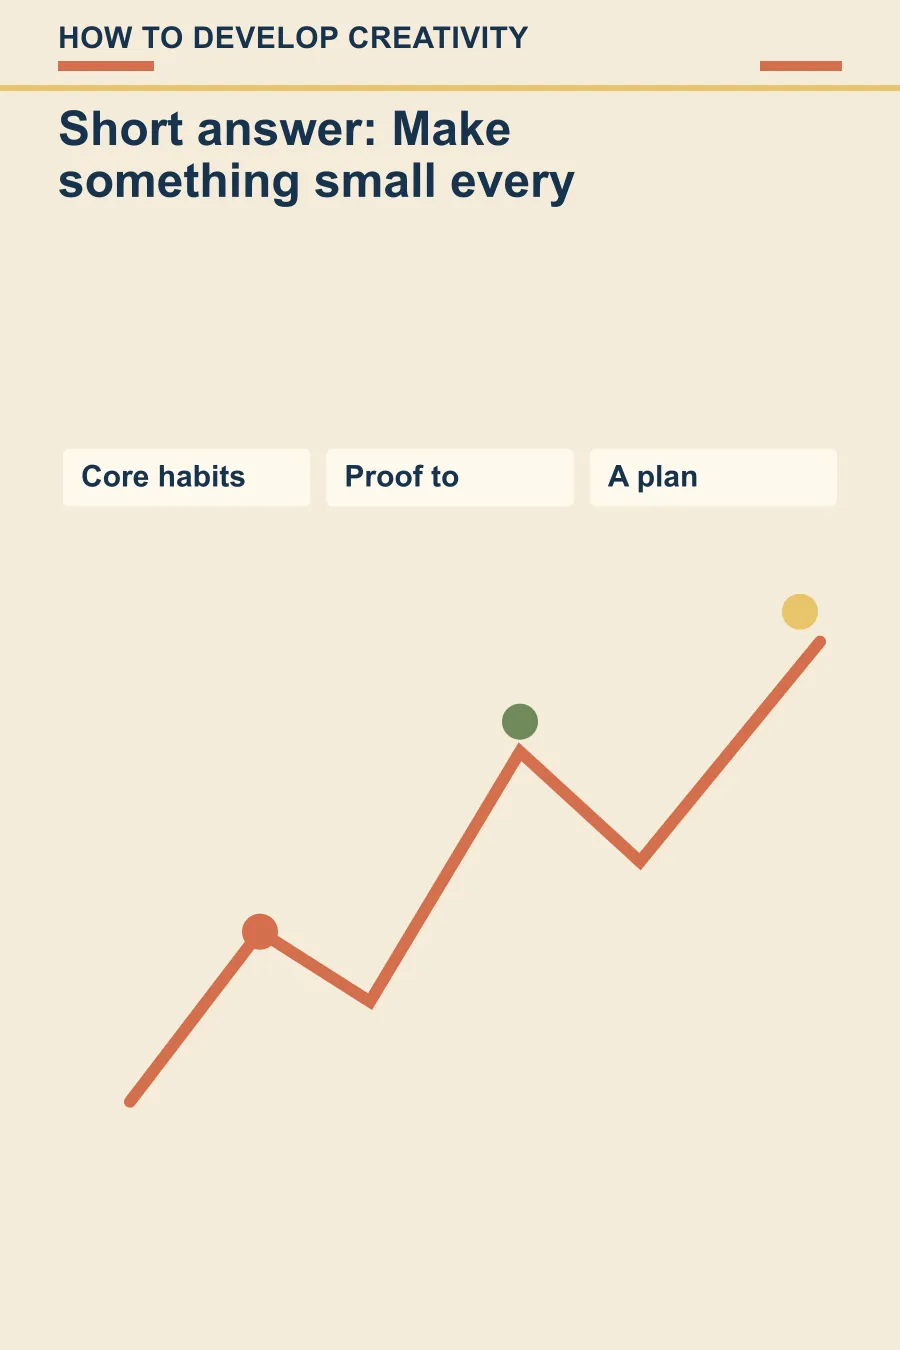 HOW TO DEVELOP CREATIVITY
Short answer: Make
something small every
Core habits
Proof to
A plan